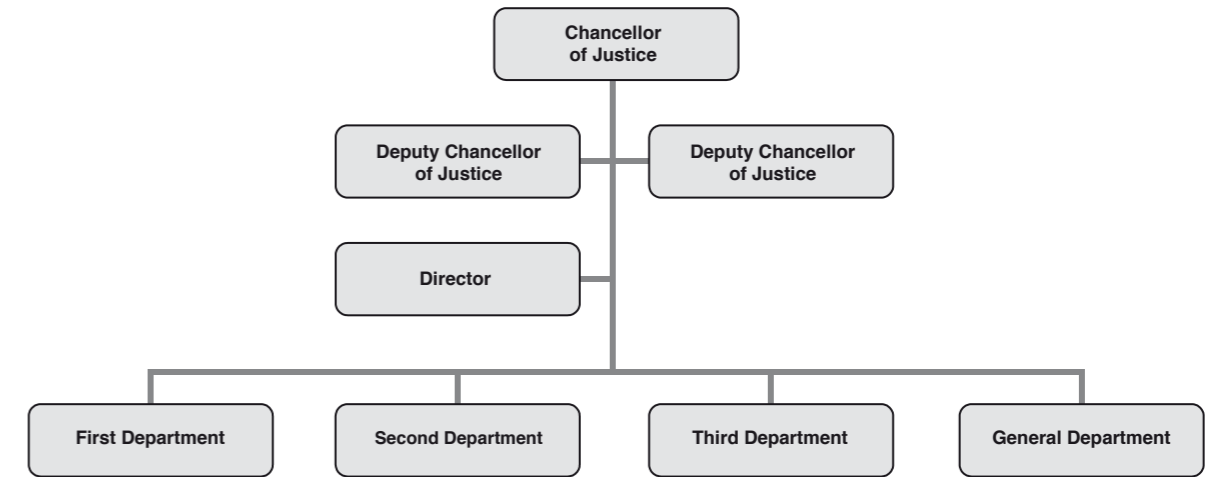 Chancellor
of Justice
Deputy Chancellor
of Justice
Deputy Chancellor
of Justice
Director
First Department
Second Department
Third Department
General Department